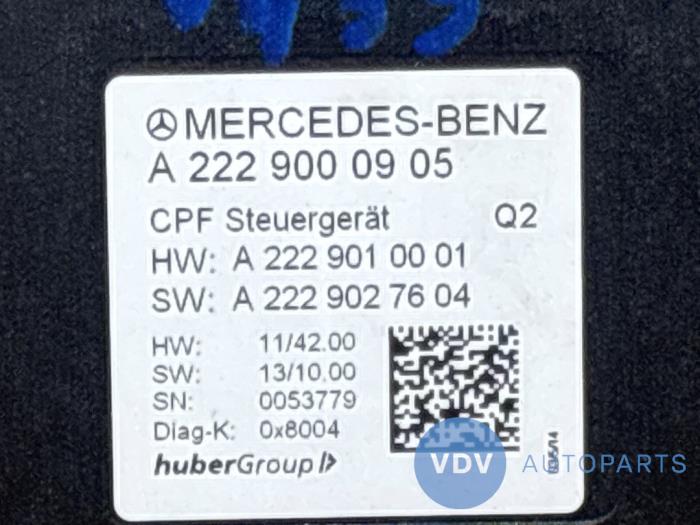 MERCEDES-BENZ
A 222 900 09 05
CPF Steuergerät Q2
HW: A 222 901 00 01
SW: A 222 902 76 04
HW: 11/42.00
SW: 13/10.00
SN: 0053779
Diag-K: 0x8004
huberGroup
VDV AUTOPARTS